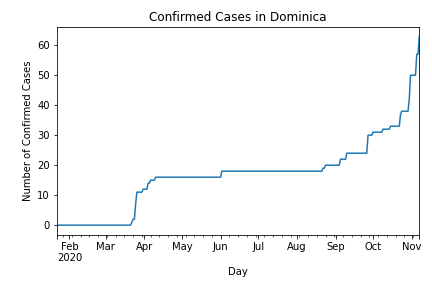 Confirmed Cases in Dominica
Number of Confirmed Cases
60
50
40
30
20
10
0
Feb Mar Apr May Jun Jul Aug Sep Oct Nov
2020
Day